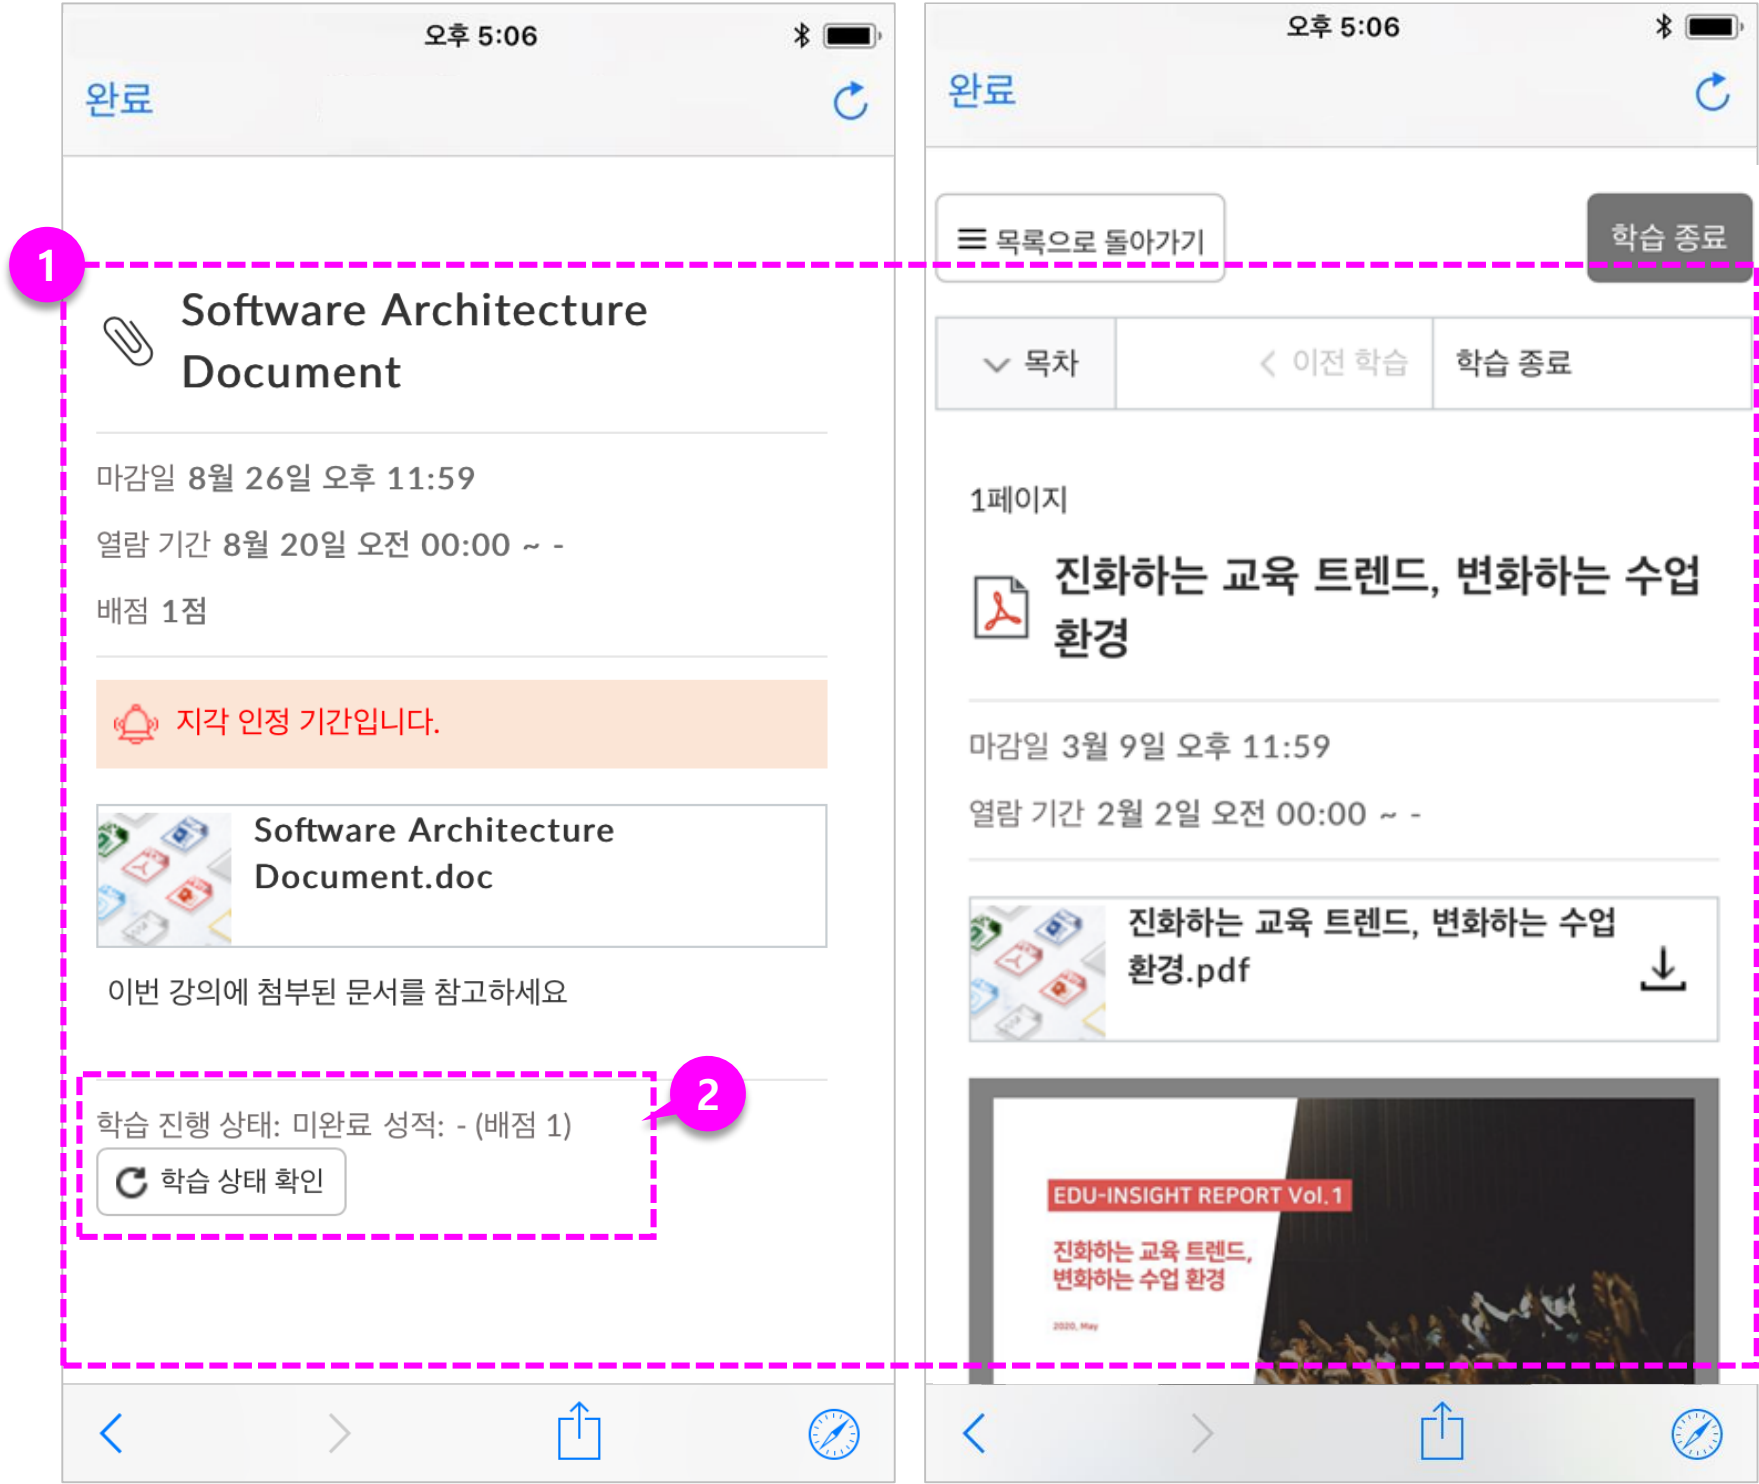 오후 5:06
완료
1
Software Architecture
Document
마감일 8월 26일 오후 11:59
열람 기간 8월 20일 오전 00:00 ~ -
배점 1점
지각 인정 기간입니다.
Software Architecture
Document.doc
이번 강의에 첨부된 문서를 참고하세요
2
학습 진행 상태: 미완료 성적: - (배점 1)
학습 상태 확인
오후 5:06
완료
목록으로 돌아가기
학습 종료
목차
이전 학습
학습 종료
1페이지
진화하는 교육 트렌드, 변화하는 수업
환경
마감일 3월 9일 오후 11:59
열람 기간 2월 2일 오전 00:00 ~ -
진화하는 교육 트렌드, 변화하는 수업
환경.pdf
EDU-INSIGHT REPORT Vol.1
진화하는 교육 트렌드,
변화하는 수업 환경
2020, May